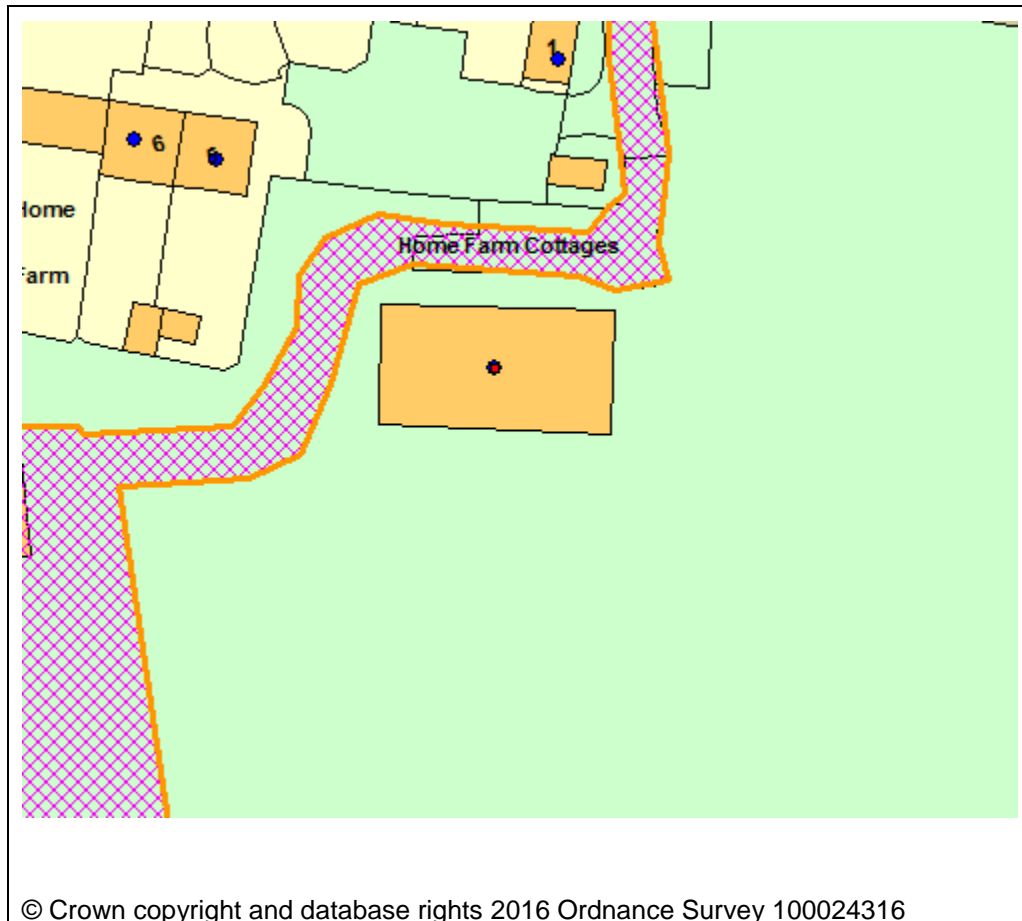 1
6
6
Home
Home Farm Cottages
Farm
© Crown copyright and database rights 2016 Ordnance Survey 100024316